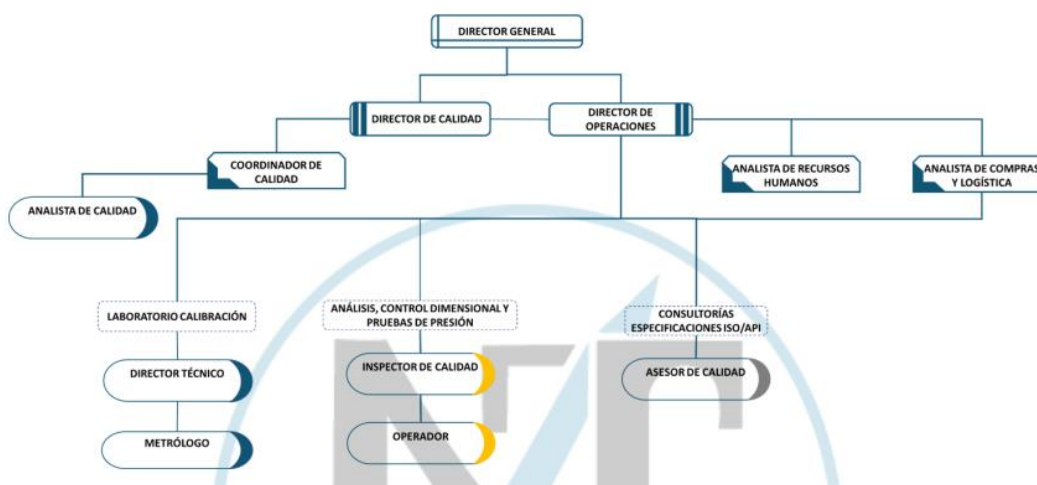 DIRECTOR GENERAL
DIRECTOR DE CALIDAD
DIRECTOR DE
OPERACIONES
COORDINADOR DE
CALIDAD
ANALISTA DE RECURSOS
HUMANOS
ANALISTA DE COMPRAS
Y LOGÍSTICA
ANALISTA DE CALIDAD
LABORATORIO CALIBRACIÓN
ANÁLISIS, CONTROL DIMENSIONAL Y
PRUEBAS DE PRESIÓN
CONSULTORÍAS
ESPECIFICACIONES ISO/API
DIRECTOR TÉCNICO
INSPECTOR DE CALIDAD
ASESOR DE CALIDAD
METRÓLOGO
OPERADOR